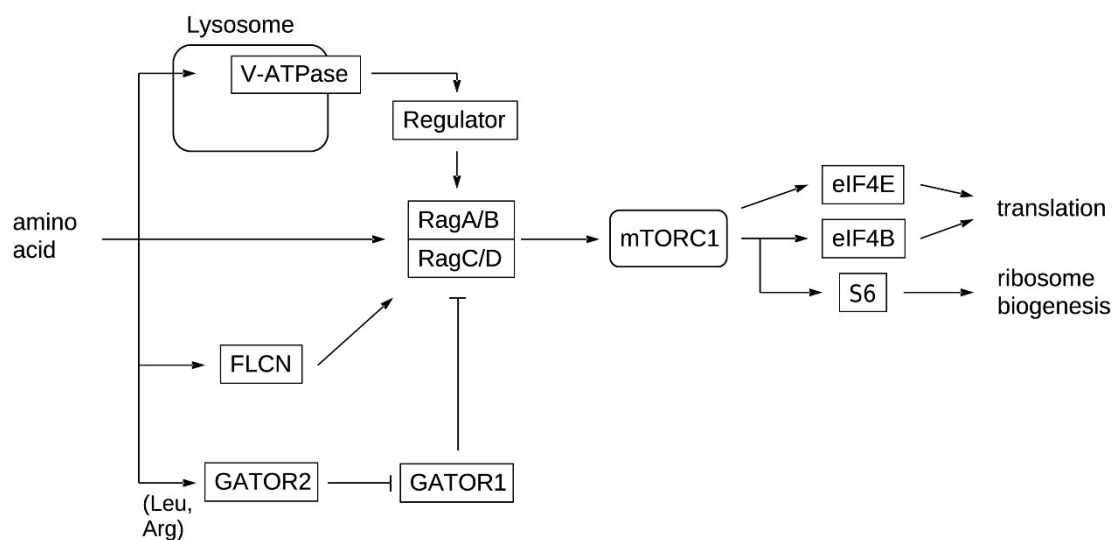 Lysosome
V-ATPase
Regulator
amino
acid
RagA/B
RagC/D
mTORC1
eIF4E
eIF4B
S6
translation
ribosome
biogenesis
FLCN
GATOR2
GATOR1
(Leu,
Arg)